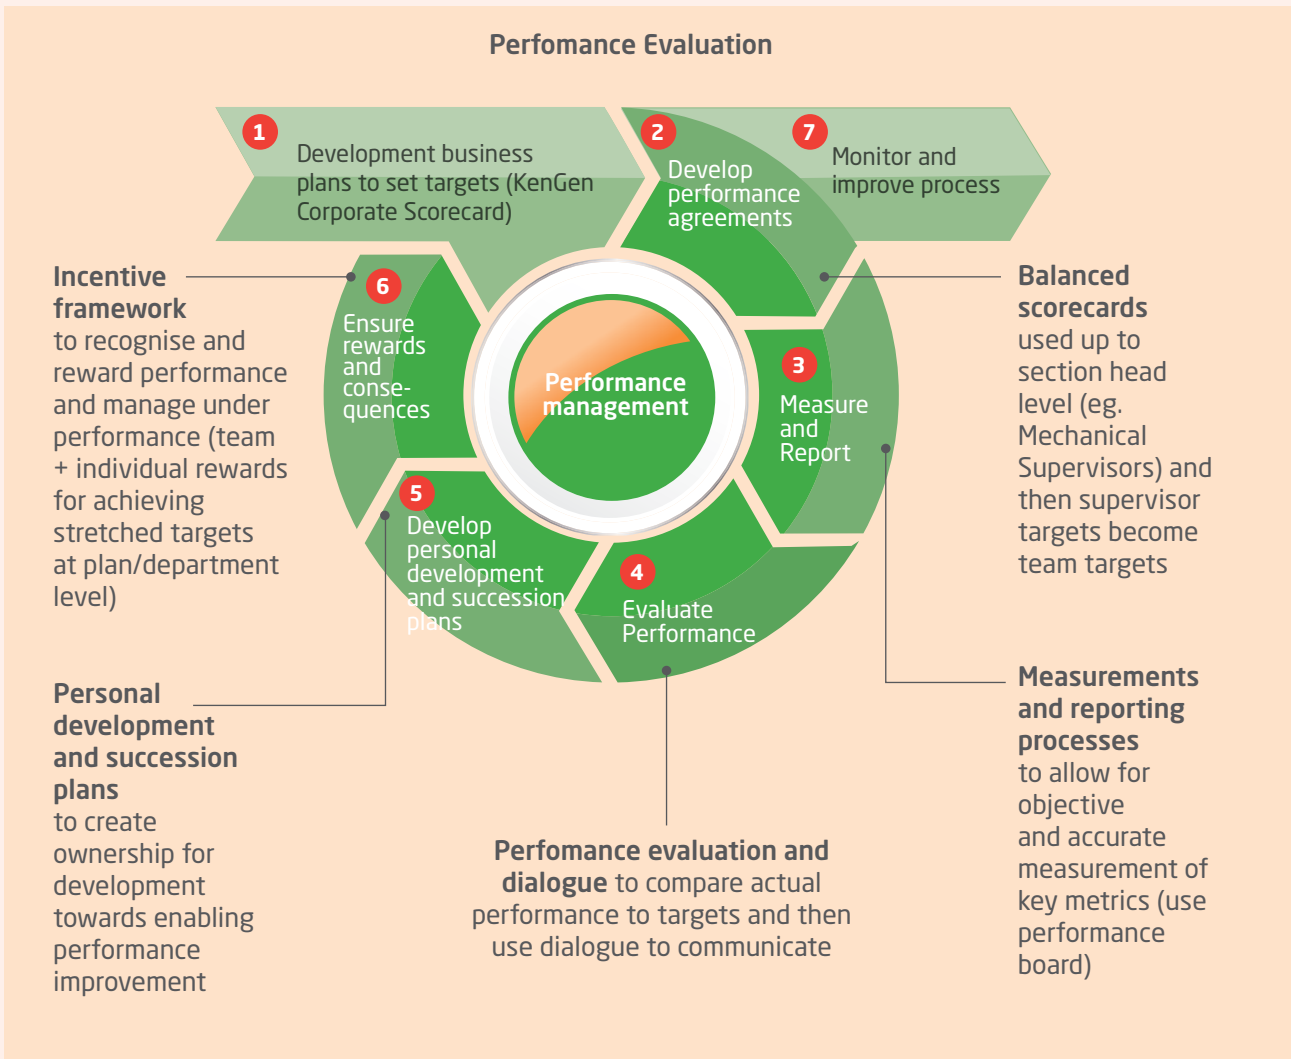 Perfomance Evaluation
1
Development business
plans to set targets (KenGen
Corporate Scorecard)
2
Develop
performance
agreements
7
Monitor and
improve process
3
Measure
and
Report
4
Evaluate
Performance
5
Develop
personal
development
and succession
plans
6
Ensure
rewards
and
conse-
quences
Performance
management
Incentive
framework
to recognise and
reward performance
and manage under
performance (team
+ individual rewards
for achieving
stretched targets
at plan/department
level)
Balanced
scorecards
used up to
section head
level (eg.
Mechanical
Supervisors) and
then supervisor
targets become
team targets
Personal
development
and succession
plans
to create
ownership for
development
towards enabling
performance
improvement
Perfomance evaluation and
dialogue to compare actual
performance to targets and then
use dialogue to communicate
Measurements
and reporting
processes
to allow for
objective
and accurate
measurement of
key metrics (use
performance
board)